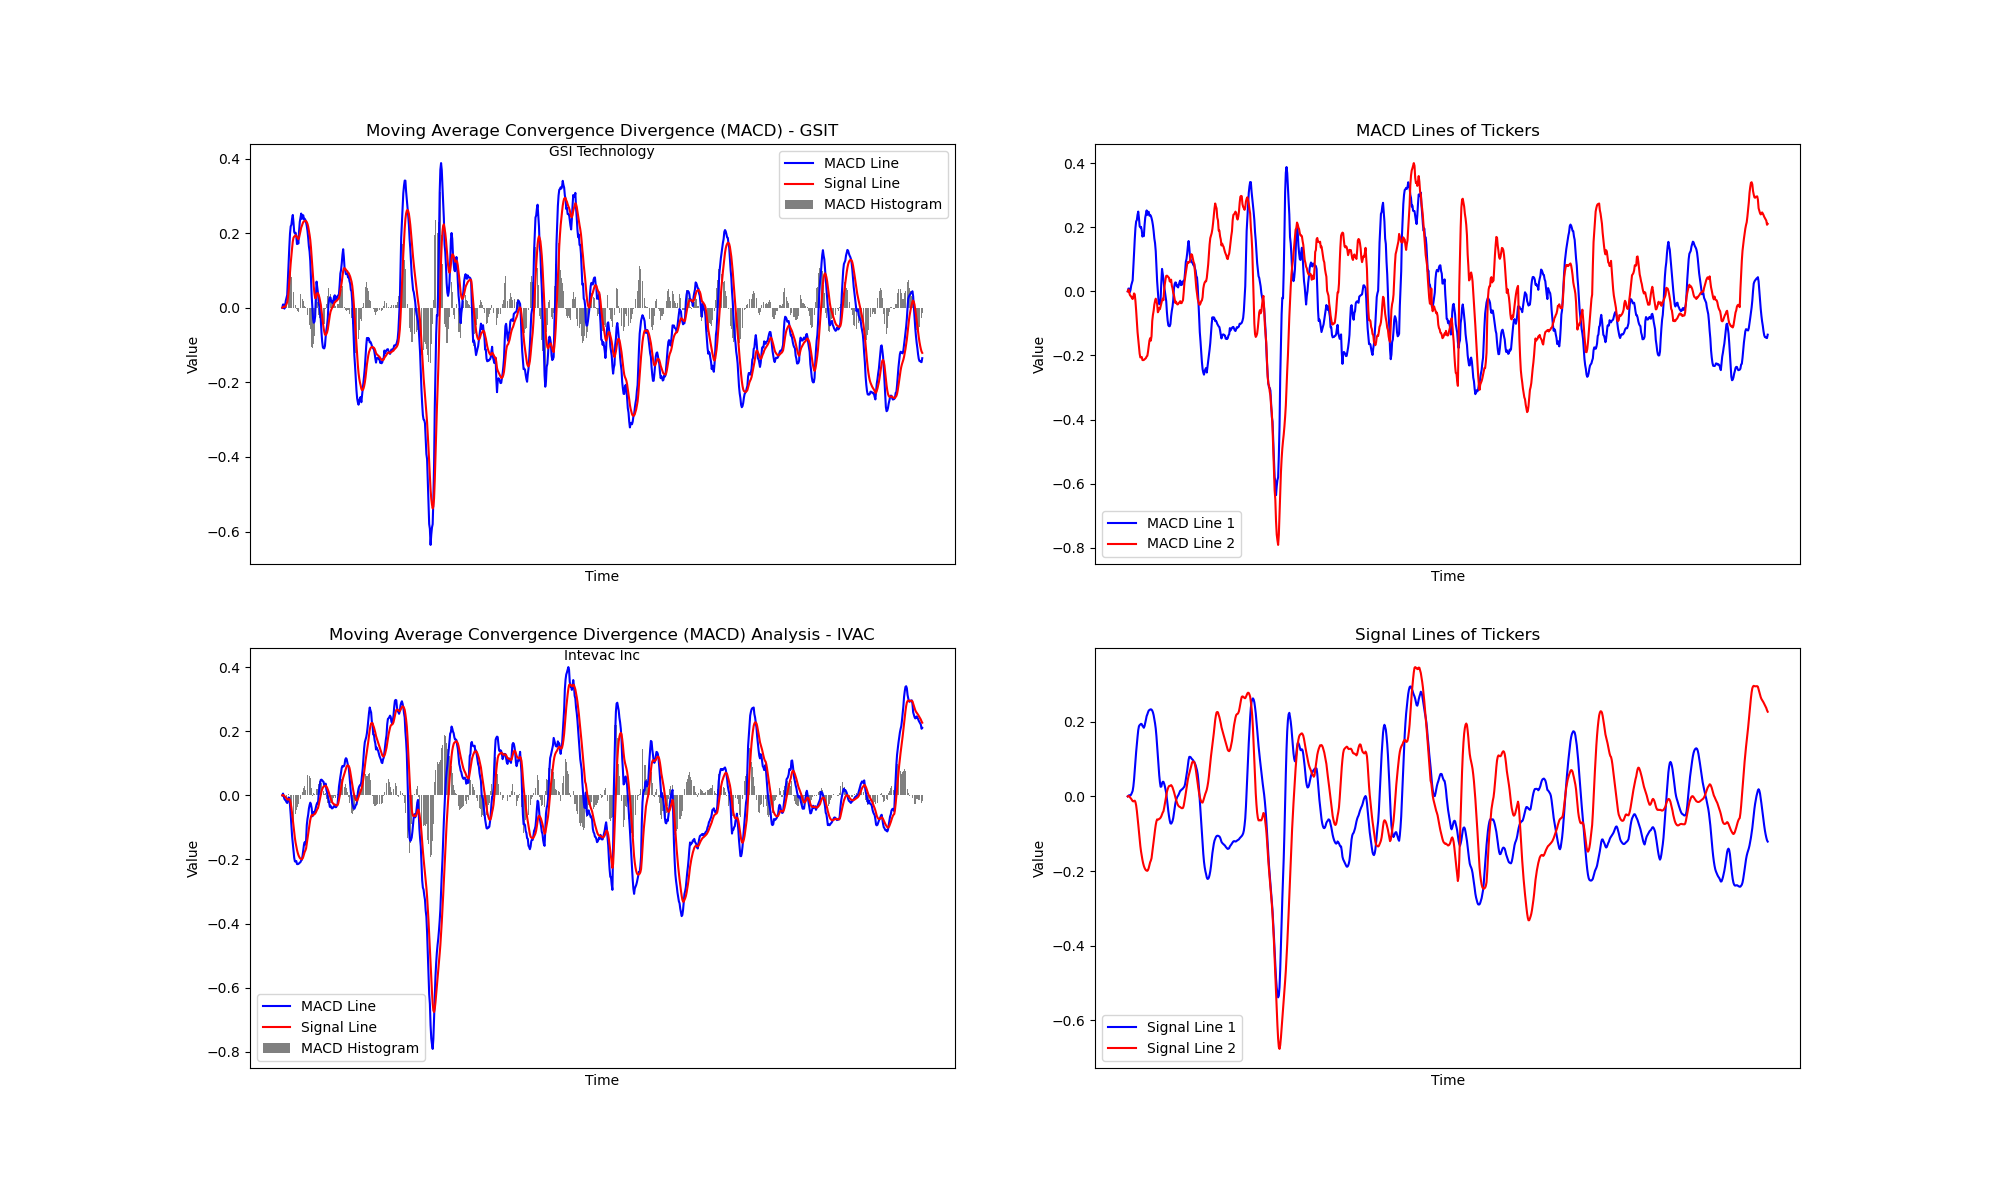 Moving Average Convergence Divergence (MACD) - GSIT
GSI Technology
MACD Line
Signal Line
MACD Histogram
0.4
0.2
0.0
−0.2
−0.4
−0.6
Value
Time
MACD Lines of Tickers
0.4
0.2
0.0
−0.2
−0.4
−0.6
−0.8
Value
MACD Line 1
MACD Line 2
Time
Moving Average Convergence Divergence (MACD) Analysis - IVAC
Intevac Inc
0.4
0.2
0.0
−0.2
−0.4
−0.6
−0.8
Value
MACD Line
Signal Line
MACD Histogram
Time
Signal Lines of Tickers
0.2
0.0
−0.2
−0.4
−0.6
Value
Signal Line 1
Signal Line 2
Time